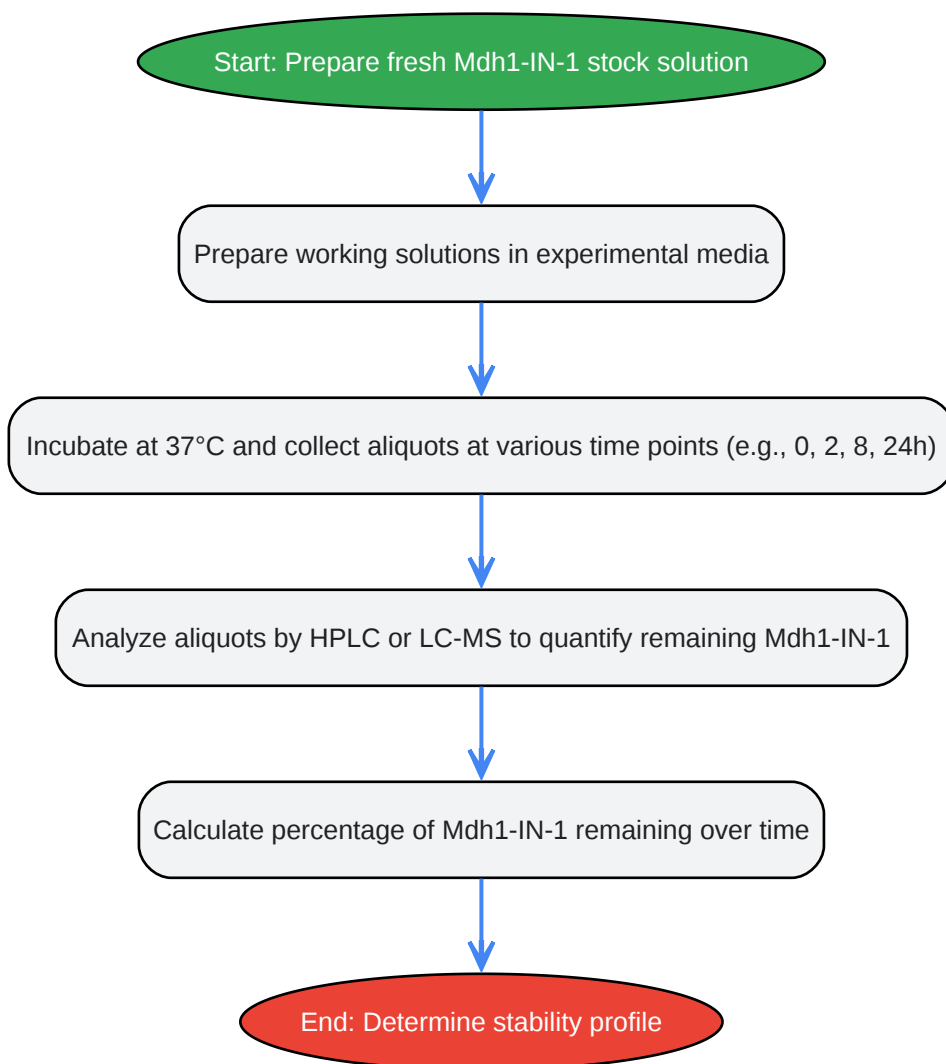 Start: Prepare fresh Mdh1-IN-1 stock solution
Prepare working solutions in experimental media
Incubate at 37°C and collect aliquots at various time points (e.g., 0, 2, 8, 24h)
Analyze aliquots by HPLC or LC-MS to quantify remaining Mdh1-IN-1
Calculate percentage of Mdh1-IN-1 remaining over time
End: Determine stability profile